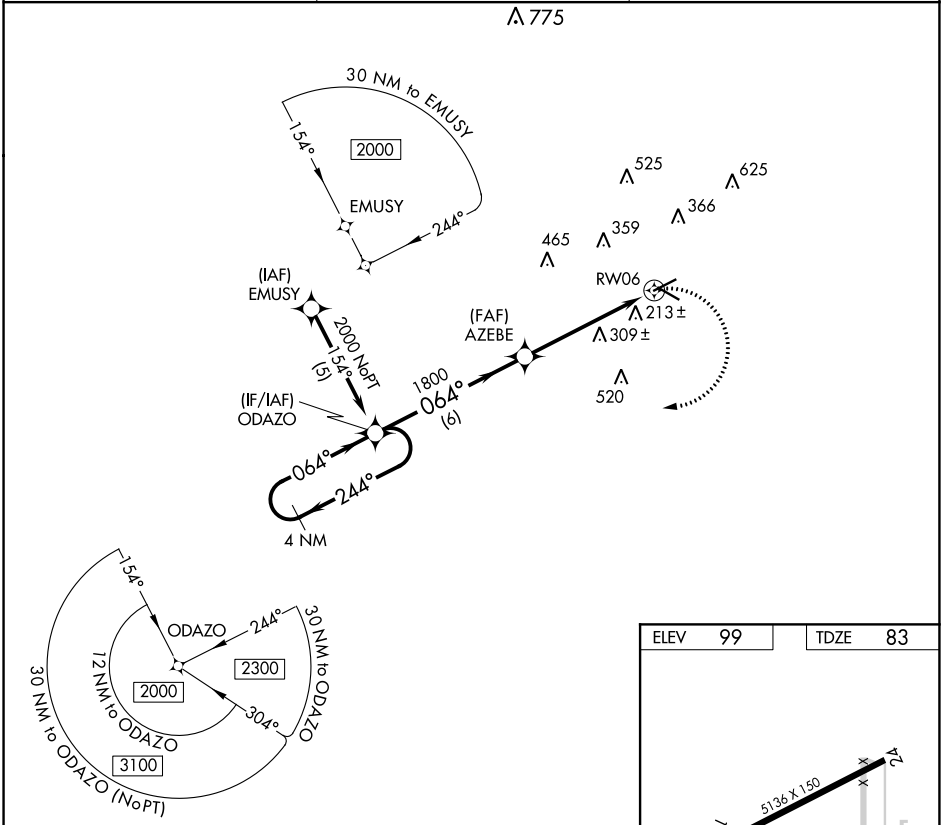 775
30 NM to EMUSY
154°
2000
EMUSY
244°
525
625
366
359
465
RW06
(IAF)
EMUSY
213±
309±
(FAF)
AZEBE
2000 NoPT
154°
(5)
520
1800
064°
(6)
(IF/IAF)
ODAZO
064°
244°
4 NM
154°
ODAZO
244°
30 NM to ODAZO
2300
2000
12 NM to ODAZO
304°
30 NM to ODAZO (NoPT)
3100
ELEV 99
TDZE 83
24
5136 X 150
X
X